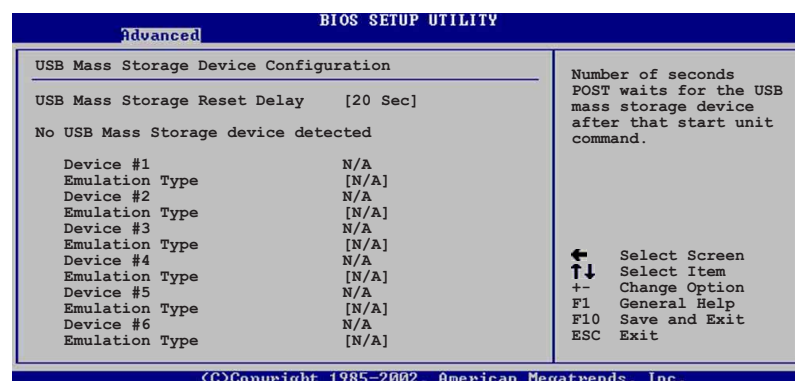 BIOS SETUP UTILITY
Advanced
USB Mass Storage Device Configuration
USB Mass Storage Reset Delay [20 Sec]
No USB Mass Storage device detected
Device #1 N/A
Emulation Type [N/A]
Device #2 N/A
Emulation Type [N/A]
Device #3 N/A
Emulation Type [N/A]
Device #4 N/A
Emulation Type [N/A]
Device #5 N/A
Emulation Type [N/A]
Device #6 N/A
Emulation Type [N/A]
Number of seconds
POST waits for the USB
mass storage device
after that start unit
command.
← Select Screen
↑↓ Select Item
+- Change Option
F1 General Help
F10 Save and Exit
ESC Exit
(C)Copyright 1985-2002, American Megatrends, Inc.